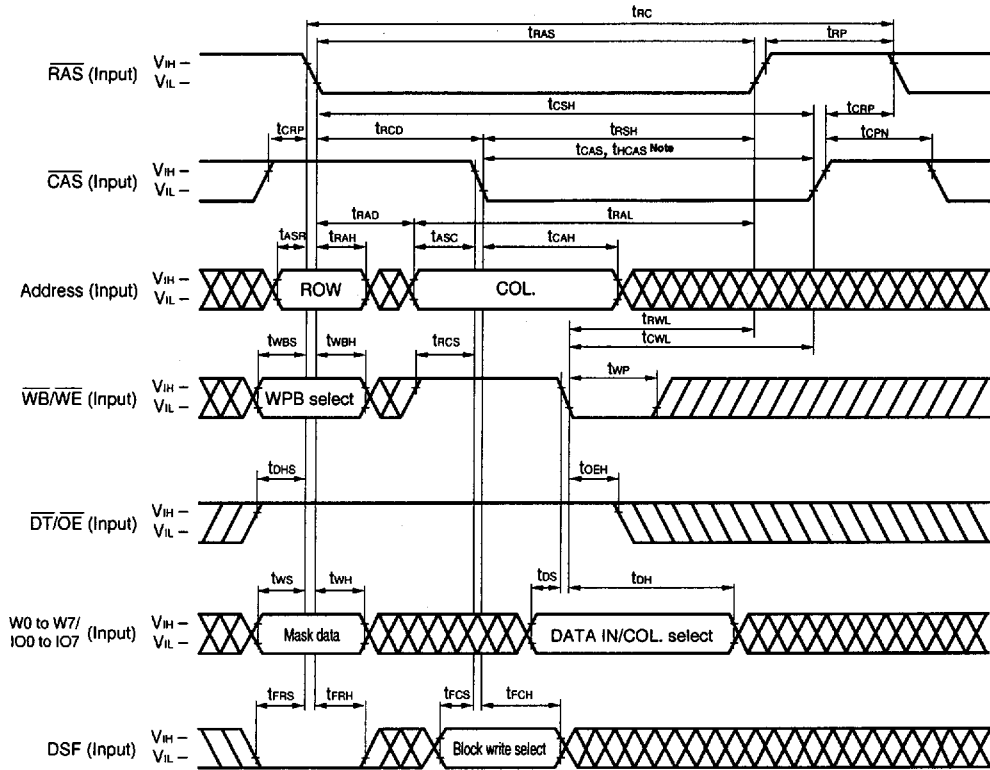 tRC
tRAS
tRP
RAS (Input)
VIH –
VIL –
tCSH
tCRP
tCRP
tRCD
tRSH
tCPN
tCAS, tHCAS Note
CAS (Input)
VIH –
VIL –
tRAD
tRAL
tASR
tRAH
tASC
tCAH
Address (Input)
VIH –
VIL –
ROW
COL.
tRWL
tCWL
tWBS
tWBH
tRCS
tWP
WB/WE (Input)
VIH –
VIL –
WPB select
tDHS
tOEH
DT/OE (Input)
VIH –
VIL –
tWS
tWH
tDS
tDH
W0 to W7/
IO0 to IO7 (Input)
VIH –
VIL –
Mask data
DATA IN/COL. select
tFRS
tFRH
tFCS
tFCH
DSF (Input)
VIH –
VIL –
Block write select